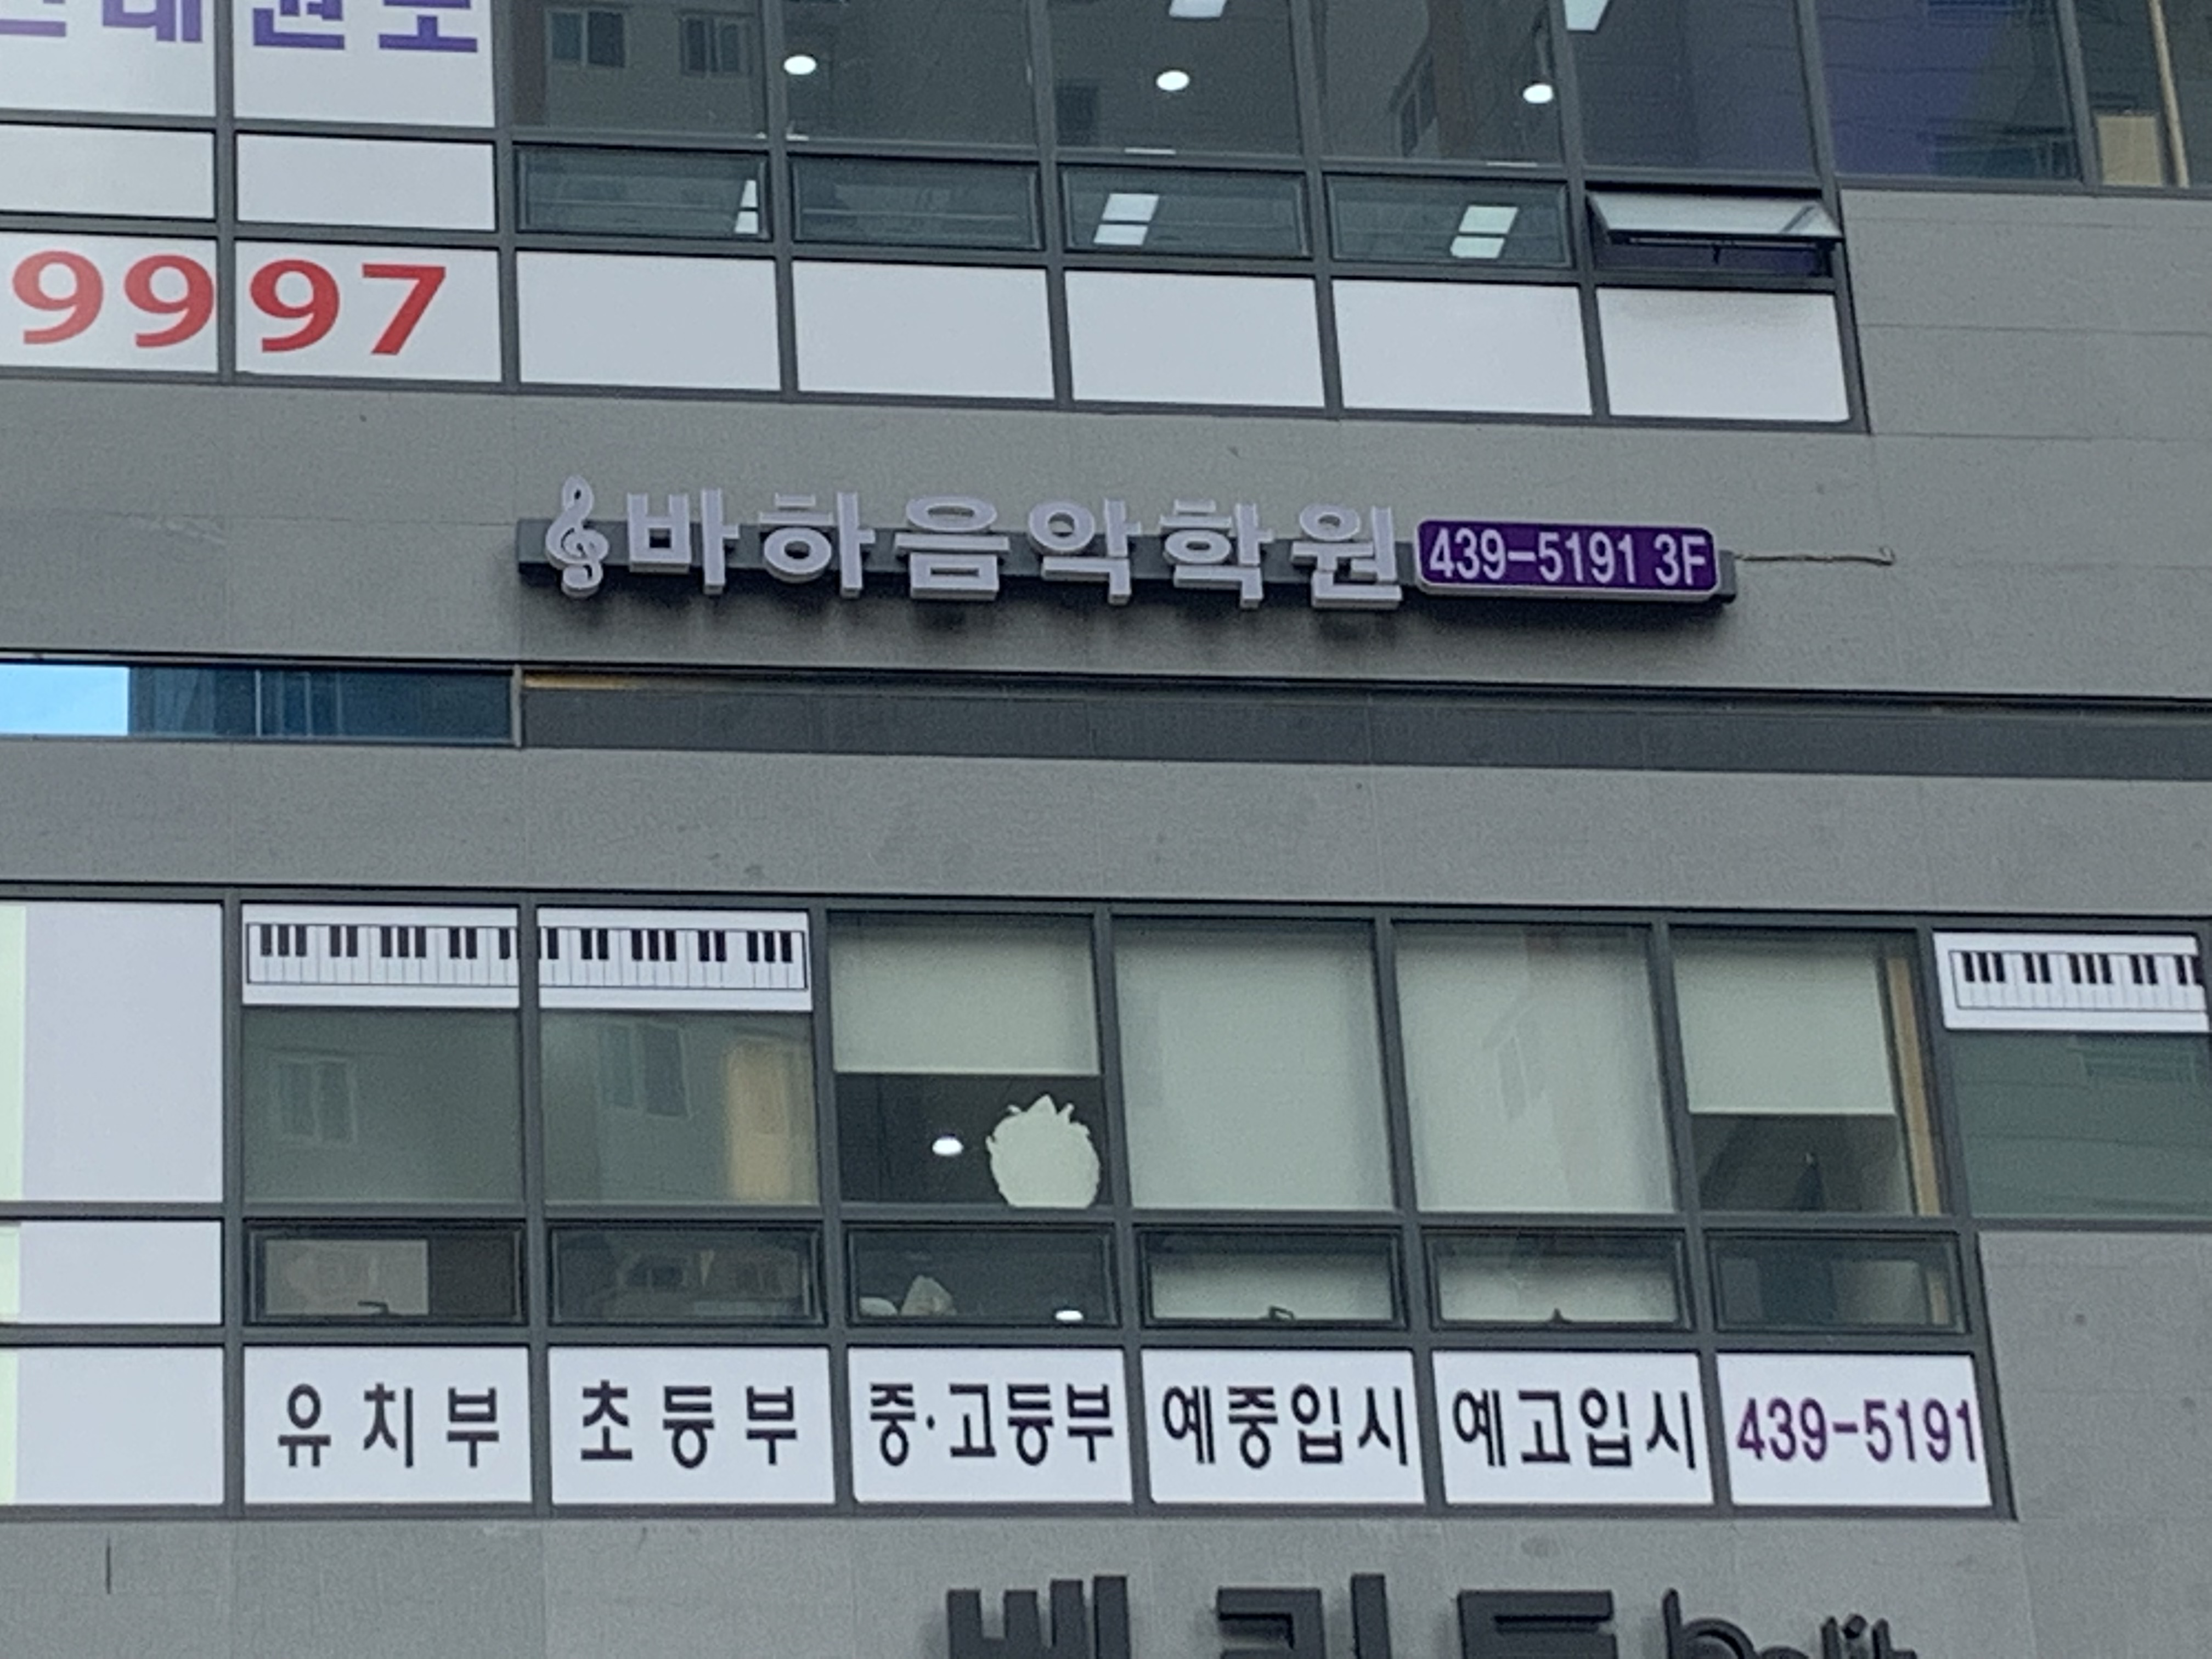 9997
바하음악학원 439-5191 3F
유치부 초등부 중·고등부 예중입시 예고입시 439-5191